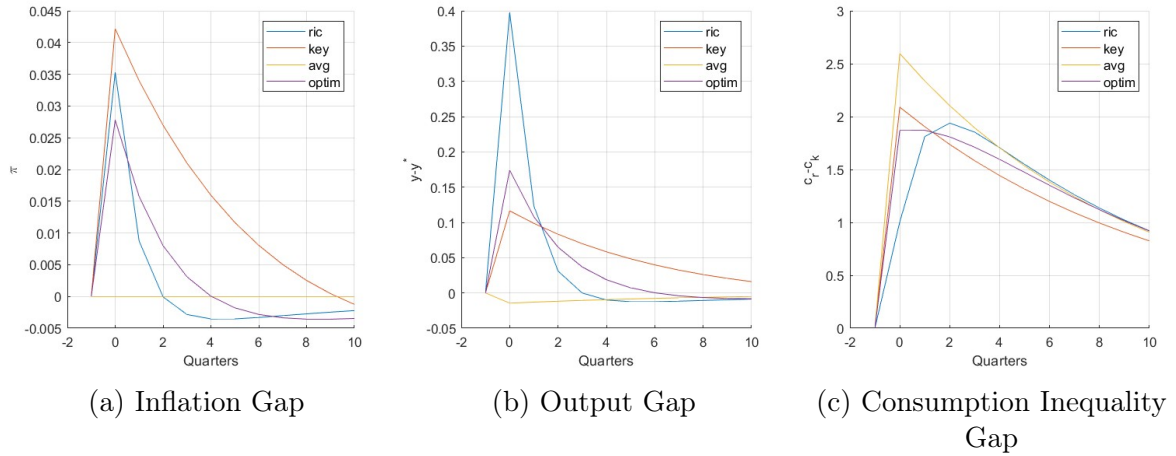 0.045
0.04
0.035
0.03
0.025
0.02
0.015
0.01
0.005
0
-0.005
-2
0
2
4
6
8
10
π
Quarters
ric
key
avg
optim
(a) Inflation Gap
0.4
0.35
0.3
0.25
0.2
0.15
0.1
0.05
0
-0.05
-2
0
2
4
6
8
10
y-y*
Quarters
ric
key
avg
optim
(b) Output Gap
3
2.5
2
1.5
1
0.5
0
-2
0
2
4
6
8
10
c_r-c_k
Quarters
ric
key
avg
optim
(c) Consumption Inequality
Gap